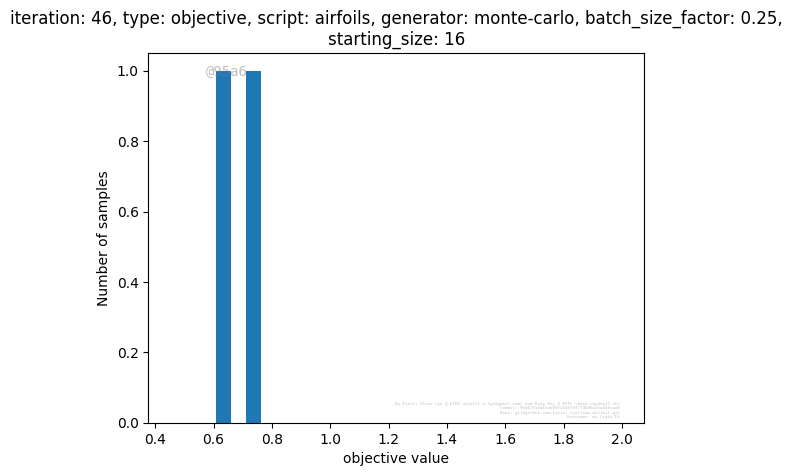 iteration: 46, type: objective, script: airfoils, generator: monte-carlo, batch_size_factor: 0.25,
starting_size: 16
@95a6
1.0
0.8
0.6
0.4
0.2
0.0
Number of samples
0.4 0.6 0.8 1.0 1.2 1.4 1.6 1.8 2.0
objective value